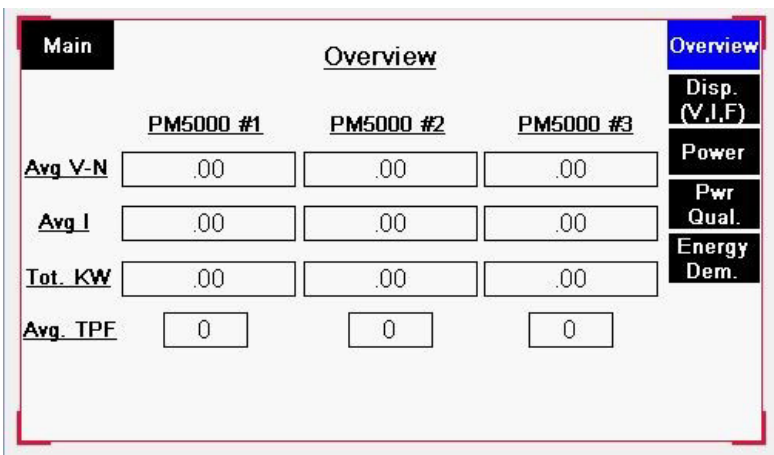 Main
Overview
Overview
Disp.
(V,I,F)
Power
Pwr
Qual.
Energy
Dem.
PM5000 #1 PM5000 #2 PM5000 #3
Avg V-N .00 .00 .00
Avg I .00 .00 .00
Tot. KW .00 .00 .00
Avg. TPF 0 0 0